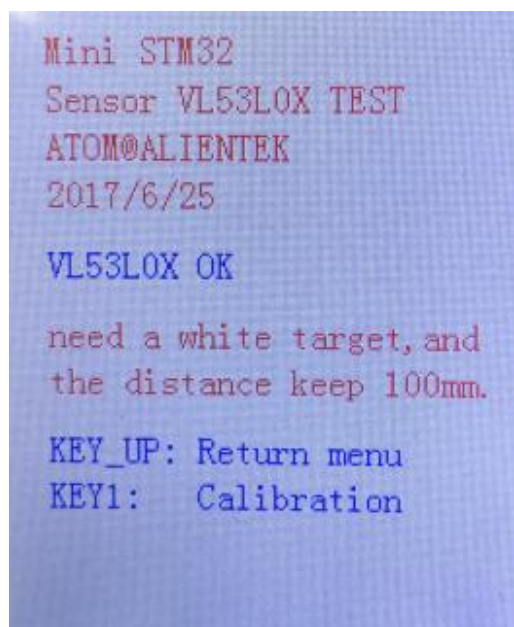 Mini STM32
Sensor VL53L0X TEST
ATOM@ALIENTEK
2017/6/25
VL53L0X OK
need a white target, and
the distance keep 100mm.
KEY_UP: Return menu
KEY1: Calibration